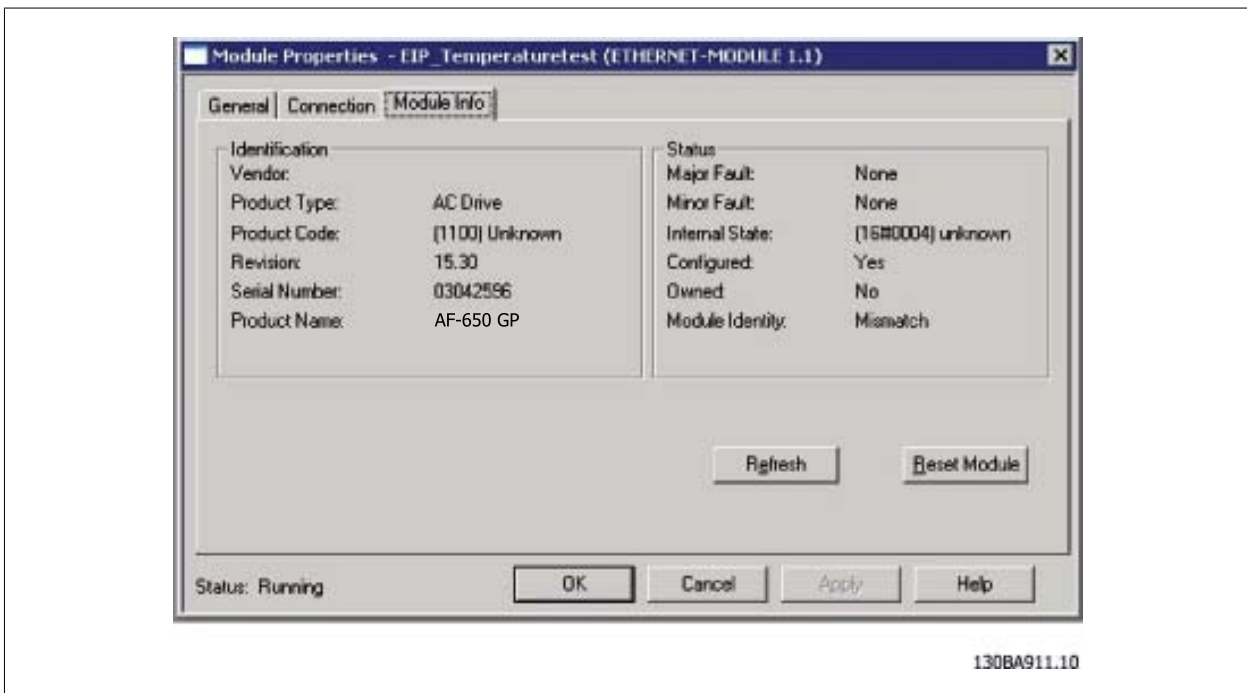 Module Properties - EIP_Temperaturetest (ETHERNET-MODULE 1.1)
General Connection Module Info
Identification
Vendor:
Product Type: AC Drive
Product Code: (1100) Unknown
Revision: 15.30
Serial Number: 03042596
Product Name: AF-650 GP
Status
Major Fault: None
Minor Fault: None
Internal State: (16#0004) unknown
Configured: Yes
Owned: No
Module Identity: Mismatch
Refresh Reset Module
Status: Running OK Cancel Apply Help
130BA911.10